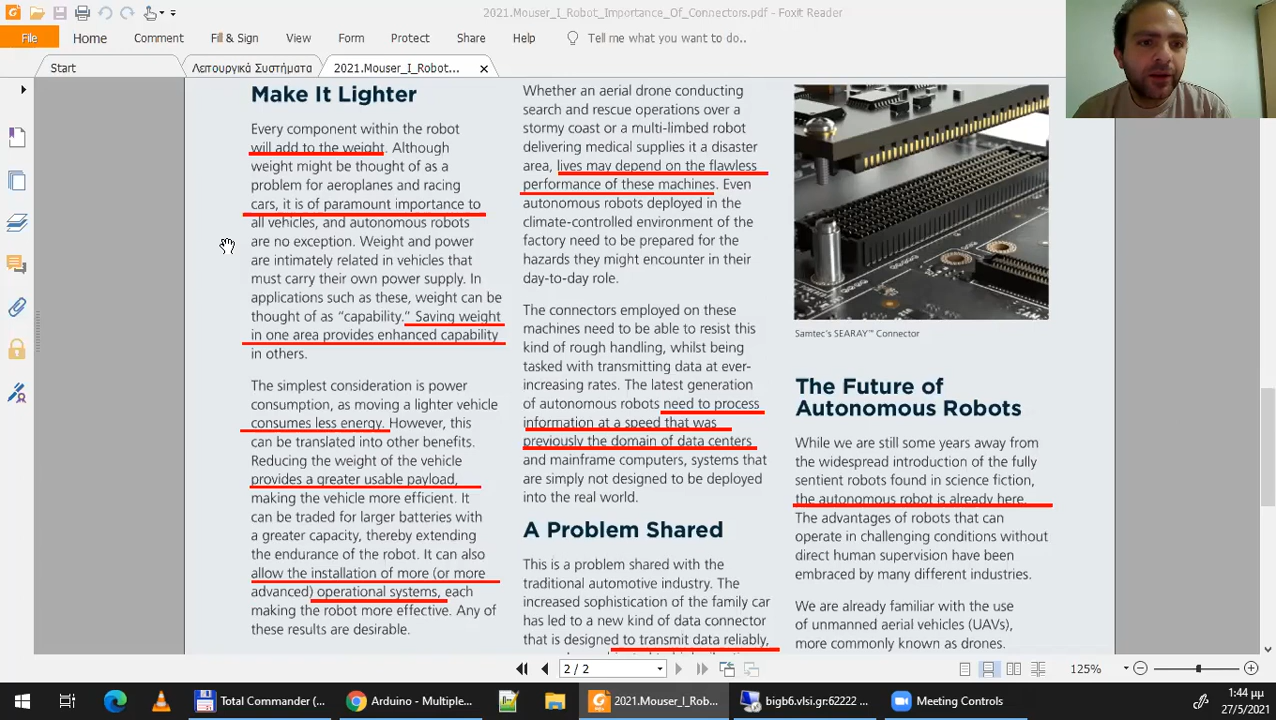 2021.Mouser_I_Robot_Importance_Of_Connectors.pdf - Foxit Reader
File
Home
Comment
Fill & Sign
View
Form
Protect
Share
Help
Tell me what you want to do..
Start
Λειτουργικά Συστήματα
2021.Mouser_I_Robot...
Make It Lighter
Every component within the robot
will add to the weight. Although
weight might be thought of as a
problem for aeroplanes and racing
cars, it is of paramount importance to
all vehicles, and autonomous robots
are no exception. Weight and power
are intimately related in vehicles that
must carry their own power supply. In
applications such as these, weight can be
thought of as “capability.” Saving weight
in one area provides enhanced capability
in others.
The simplest consideration is power
consumption, as moving a lighter vehicle
consumes less energy. However, this
can be translated into other benefits.
Reducing the weight of the vehicle
provides a greater usable payload,
making the vehicle more efficient. It
can be traded for larger batteries with
a greater capacity, thereby extending
the endurance of the robot. It can also
allow the installation of more (or more
advanced) operational systems, each
making the robot more effective. Any of
these results are desirable.
Whether an aerial drone conducting
search and rescue operations over a
stormy coast or a multi-limbed robot
delivering medical supplies it a disaster
area, lives may depend on the flawless
performance of these machines. Even
autonomous robots deployed in the
climate-controlled environment of the
factory need to be prepared for the
hazards they might encounter in their
day-to-day role.
The connectors employed on these
machines need to be able to resist this
kind of rough handling, whilst being
tasked with transmitting data at ever-
increasing rates. The latest generation
of autonomous robots need to process
information at a speed that was
previously the domain of data centers
and mainframe computers, systems that
are simply not designed to be deployed
into the real world.
A Problem Shared
This is a problem shared with the
traditional automotive industry. The
increased sophistication of the family car
has led to a new kind of data connector
that is designed to transmit data reliably,
Samtec's SEARAY™ Connector
The Future of
Autonomous Robots
While we are still some years away from
the widespread introduction of the fully
sentient robots found in science fiction,
the autonomous robot is already here.
The advantages of robots that can
operate in challenging conditions without
direct human supervision have been
embraced by many different industries.
We are already familiar with the use
of unmanned aerial vehicles (UAVs),
more commonly known as drones.
2 / 2
125%
Total Commander (...
Arduino - Multiple...
2021.Mouser_I_Rob...
bigb6.vlsi.gr:62222 ...
Meeting Controls
1:44 μμ
27/5/2021